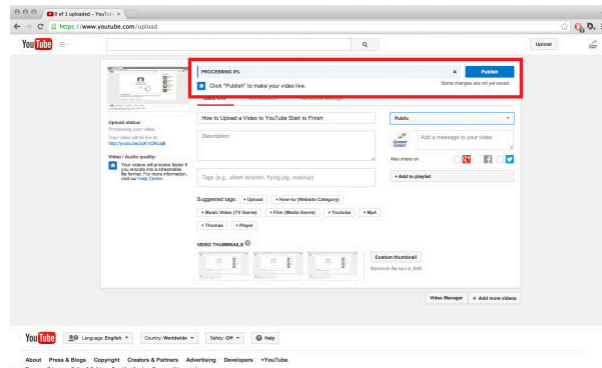 0 of 1 uploaded - YouTub
https://www.youtube.com/upload
YouTube
Upload
PROCESSING 0%
Publish
Click "Publish" to make your video live.
Some changes are not yet saved.
Upload status:
Processing your video.
Your video will be live at:
How to Upload a Video to YouTube Start to Finish
Public
Description
Add a message to your video
Also share on
Video / Audio quality:
Your videos will process faster if
you encode into a streamable
file format. For more information,
visit our Help Center.
Tags (e.g., albert einstein, flying pig, mashup)
+ Add to playlist
Suggested tags: + Upload + How-to (Website Category)
+ Music Video (TV Genre) + Film (Media Genre) + Youtube + Mp4
+ Thomas + Player
VIDEO THUMBNAILS
Custom thumbnail
Maximum file size is 2MB.
Video Manager + Add more videos
YouTube Language: English Country: Worldwide Safety: Off Help
About Press & Blogs Copyright Creators & Partners Advertising Developers +YouTube